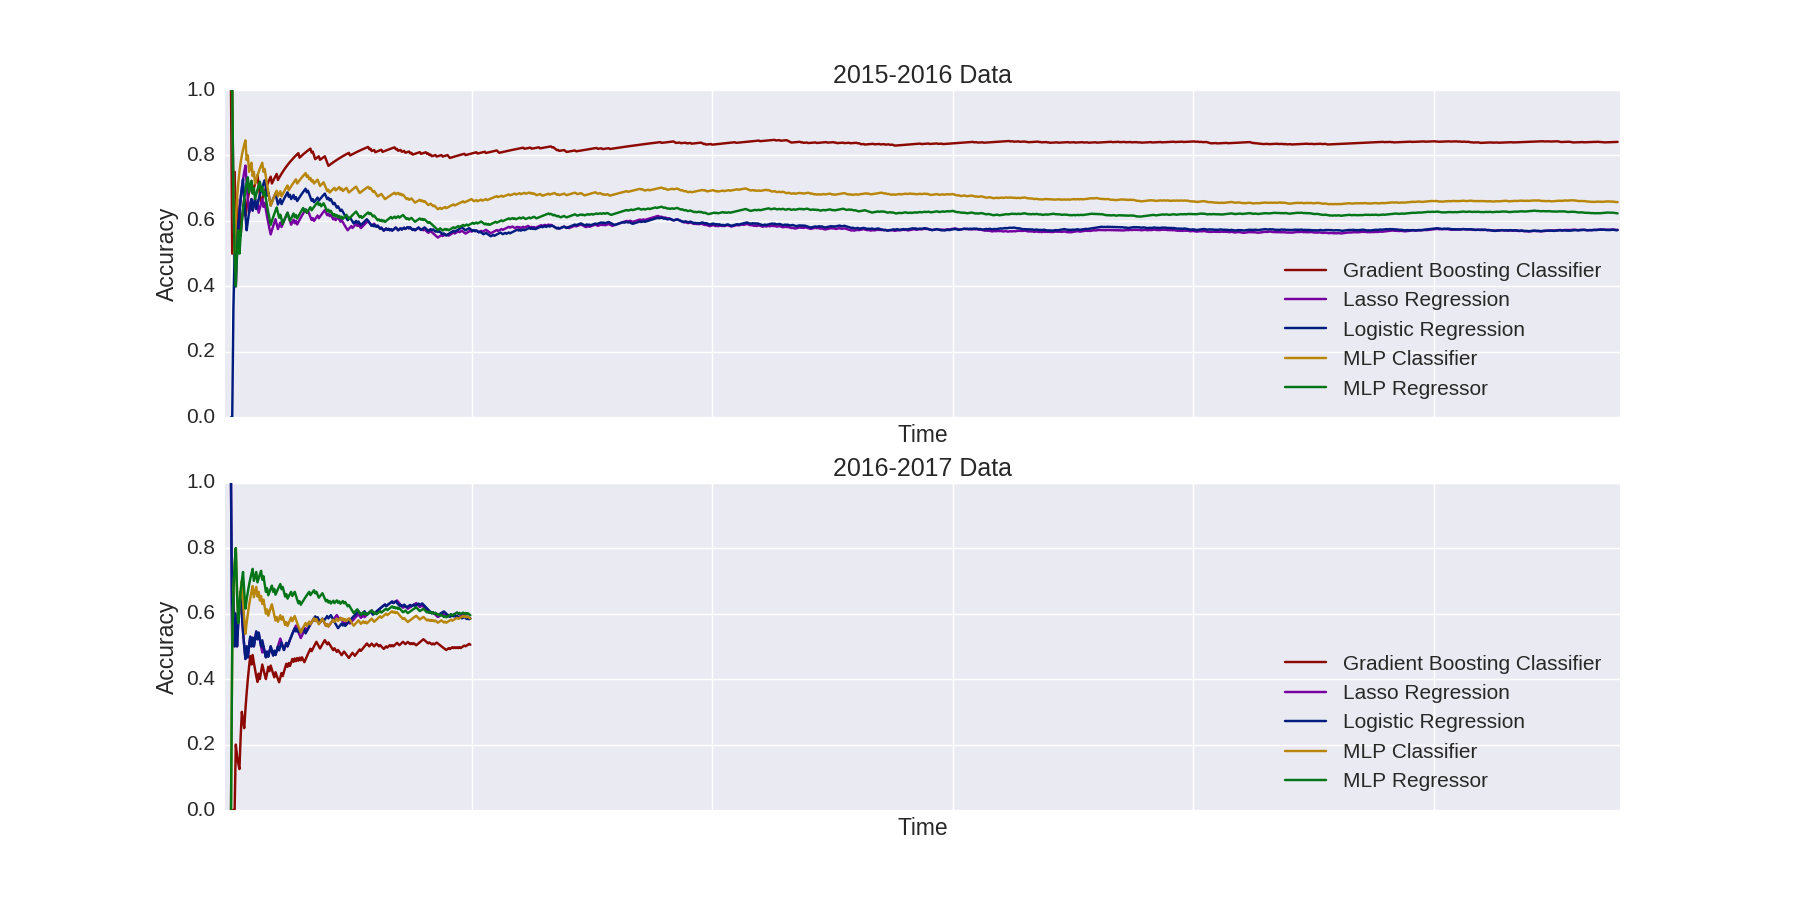 2015-2016 Data
1.0
0.8
0.6
0.4
0.2
0.0
Accuracy
Gradient Boosting Classifier
Lasso Regression
Logistic Regression
MLP Classifier
MLP Regressor
Time
2016-2017 Data
1.0
0.8
0.6
0.4
0.2
0.0
Accuracy
Gradient Boosting Classifier
Lasso Regression
Logistic Regression
MLP Classifier
MLP Regressor
Time